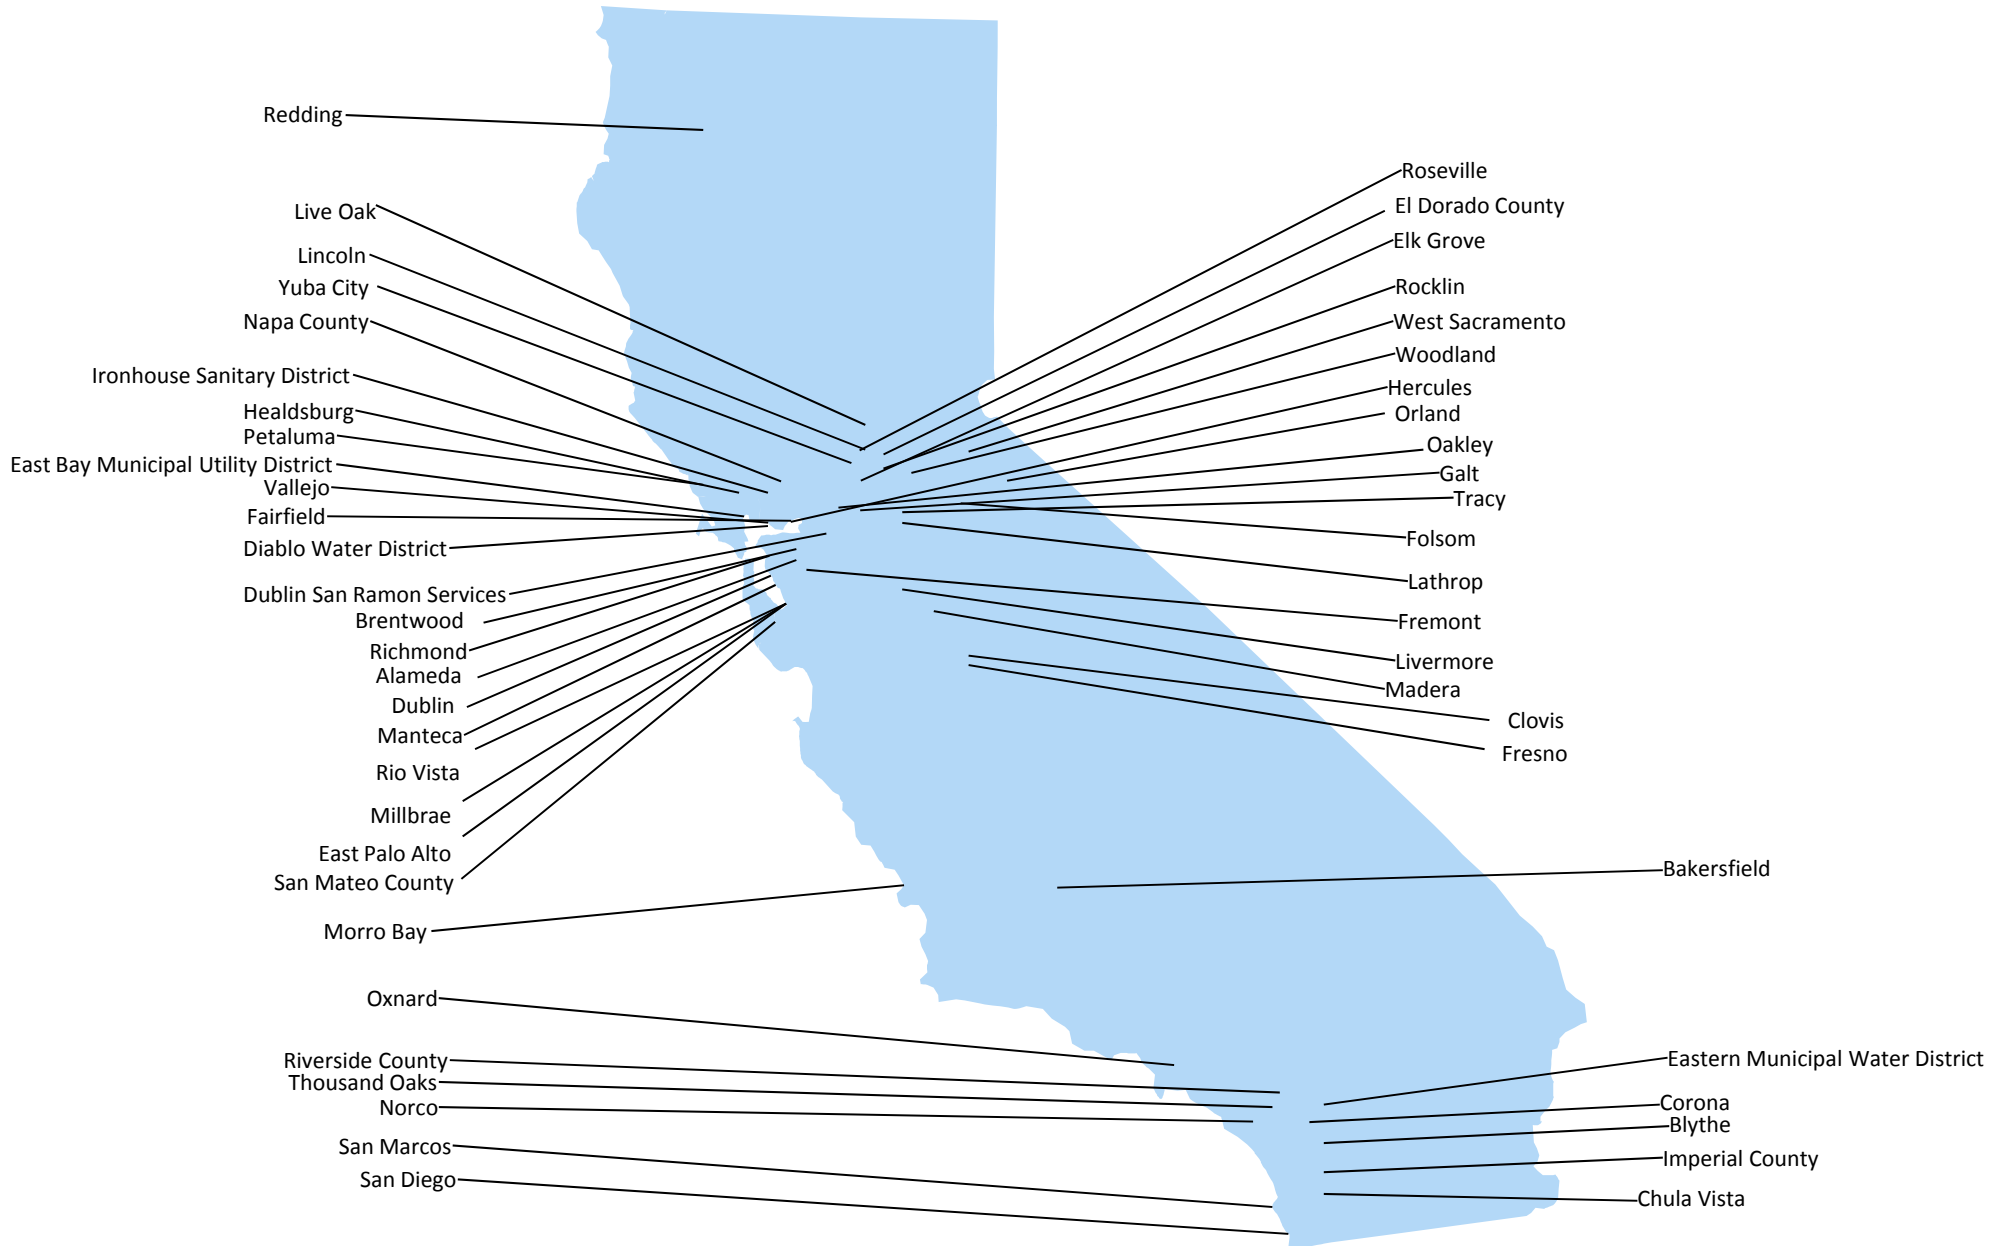 Redding
Live Oak
Lincoln
Yuba City
Napa County
Ironhouse Sanitary District
Healdsburg
Petaluma
East Bay Municipal Utility District
Vallejo
Fairfield
Diablo Water District
Dublin San Ramon Services
Brentwood
Richmond
Alameda
Dublin
Manteca
Rio Vista
Millbrae
East Palo Alto
San Mateo County
Morro Bay
Oxnard
Riverside County
Thousand Oaks
Norco
San Marcos
San Diego
Roseville
El Dorado County
Elk Grove
Rocklin
West Sacramento
Woodland
Hercules
Orland
Oakley
Galt
Tracy
Folsom
Lathrop
Fremont
Livermore
Madera
Clovis
Fresno
Bakersfield
Eastern Municipal Water District
Corona
Blythe
Imperial County
Chula Vista